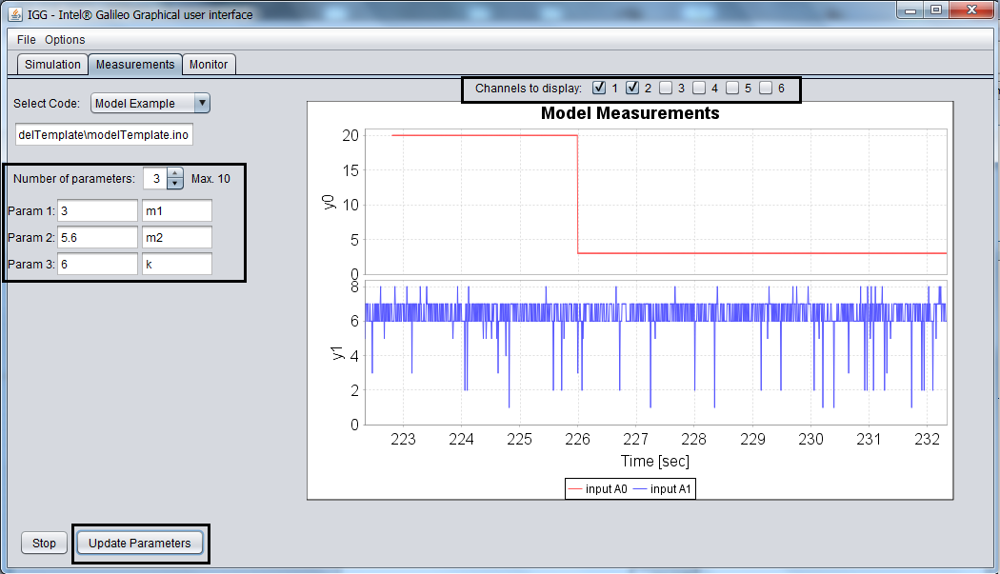 IGG - Intel® Galileo Graphical user interface
File Options
Simulation Measurements Monitor
Select Code: Model Example
delTemplate\modelTemplate.ino
Number of parameters: 3 Max. 10
Param 1: 3 m1
Param 2: 5.6 m2
Param 3: 6 k
Channels to display: 1 2 3 4 5 6
Model Measurements
20
15
10
5
0
y0
8
6
4
2
0
y1
223 224 225 226 227 228 229 230 231 232
Time [sec]
input A0 input A1
Stop Update Parameters